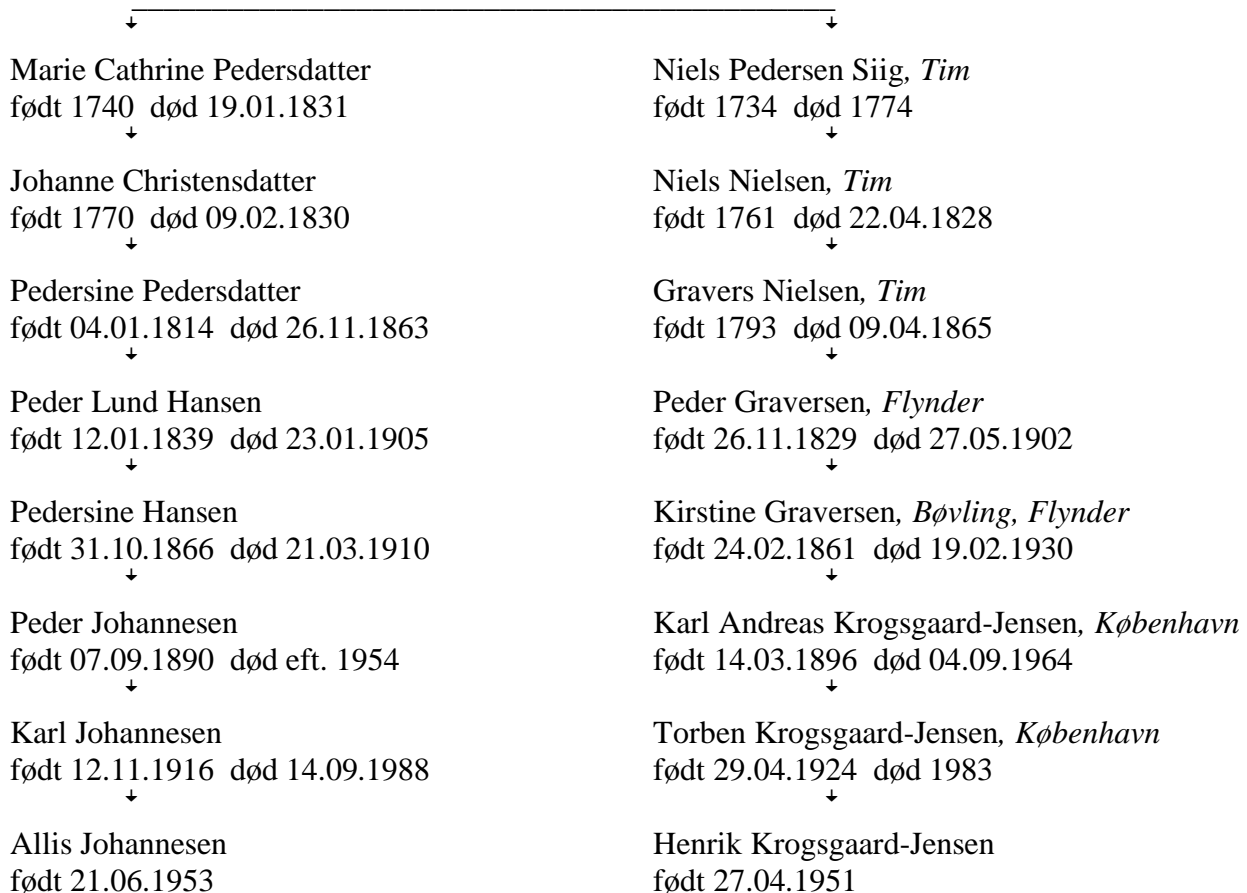 Marie Cathrine Pedersdatter
født 1740 død 19.01.1831
Niels Pedersen Siig, Tim
født 1734 død 1774
Johanne Christensdatter
født 1770 død 09.02.1830
Niels Nielsen, Tim
født 1761 død 22.04.1828
Pedersine Pedersdatter
født 04.01.1814 død 26.11.1863
Gravers Nielsen, Tim
født 1793 død 09.04.1865
Peder Lund Hansen
født 12.01.1839 død 23.01.1905
Peder Graversen, Flynder
født 26.11.1829 død 27.05.1902
Pedersine Hansen
født 31.10.1866 død 21.03.1910
Kirstine Graversen, Bøvling, Flynder
født 24.02.1861 død 19.02.1930
Peder Johannesen
født 07.09.1890 død eft. 1954
Karl Andreas Krogsgaard-Jensen, København
født 14.03.1896 død 04.09.1964
Karl Johannesen
født 12.11.1916 død 14.09.1988
Torben Krogsgaard-Jensen, København
født 29.04.1924 død 1983
Allis Johannesen
født 21.06.1953
Henrik Krogsgaard-Jensen
født 27.04.1951